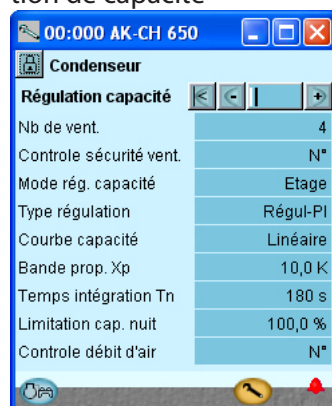 tion de capacité
00:000 AK-CH 650
Condenseur
Régulation capacité
Nb de vent. 4
Controle sécurité vent. N°
Mode rég. capacité Etage
Type régulation Régul-PI
Courbe capacité Linéaire
Bande prop. Xp 10,0 K
Temps intégration Tn 180 s
Limitation cap. nuit 100,0 %
Controle débit d'air N°